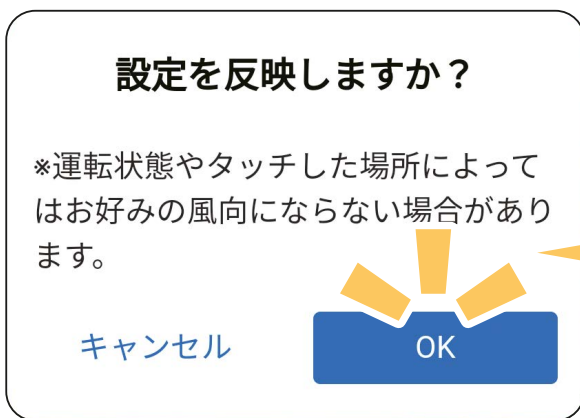 設定を反映しますか？
※運転状態やタッチした場所によって
はお好みの風向にならない場合があり
ます。
キャンセル
OK